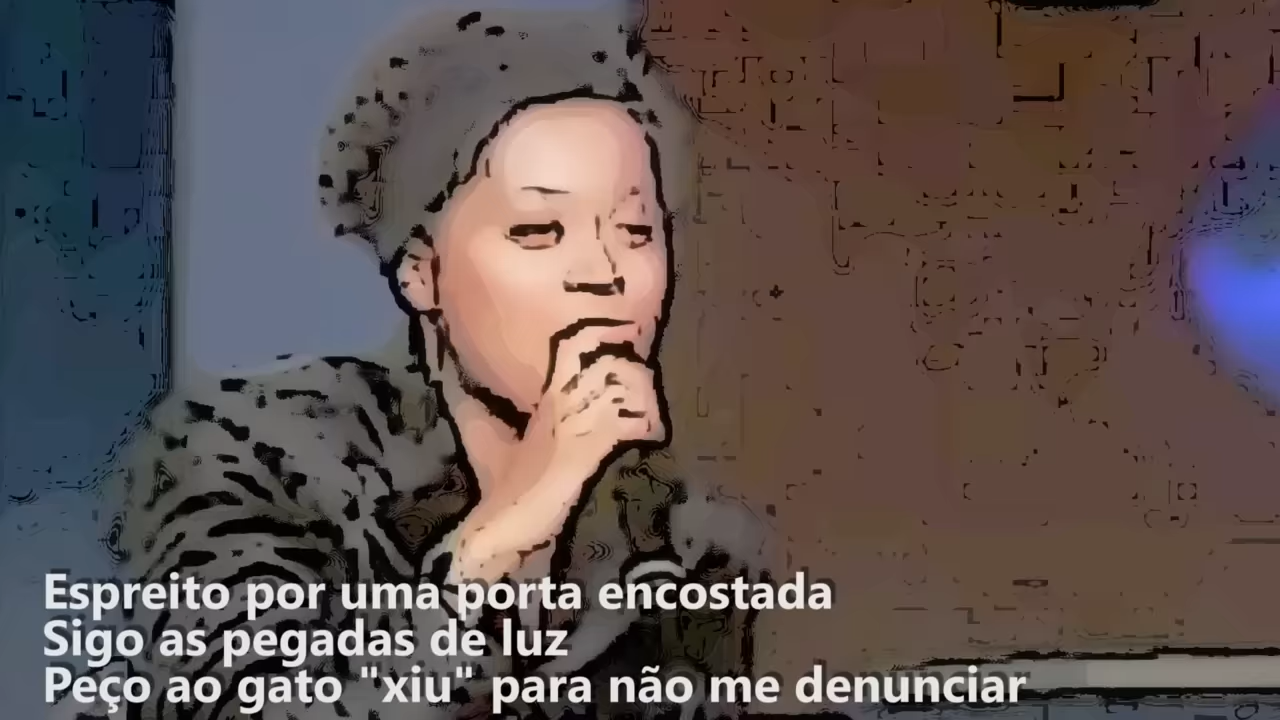 Espreito por uma porta encostada
Sigo as pegadas de luz
Peço ao gato "xiu" para não me denunciar